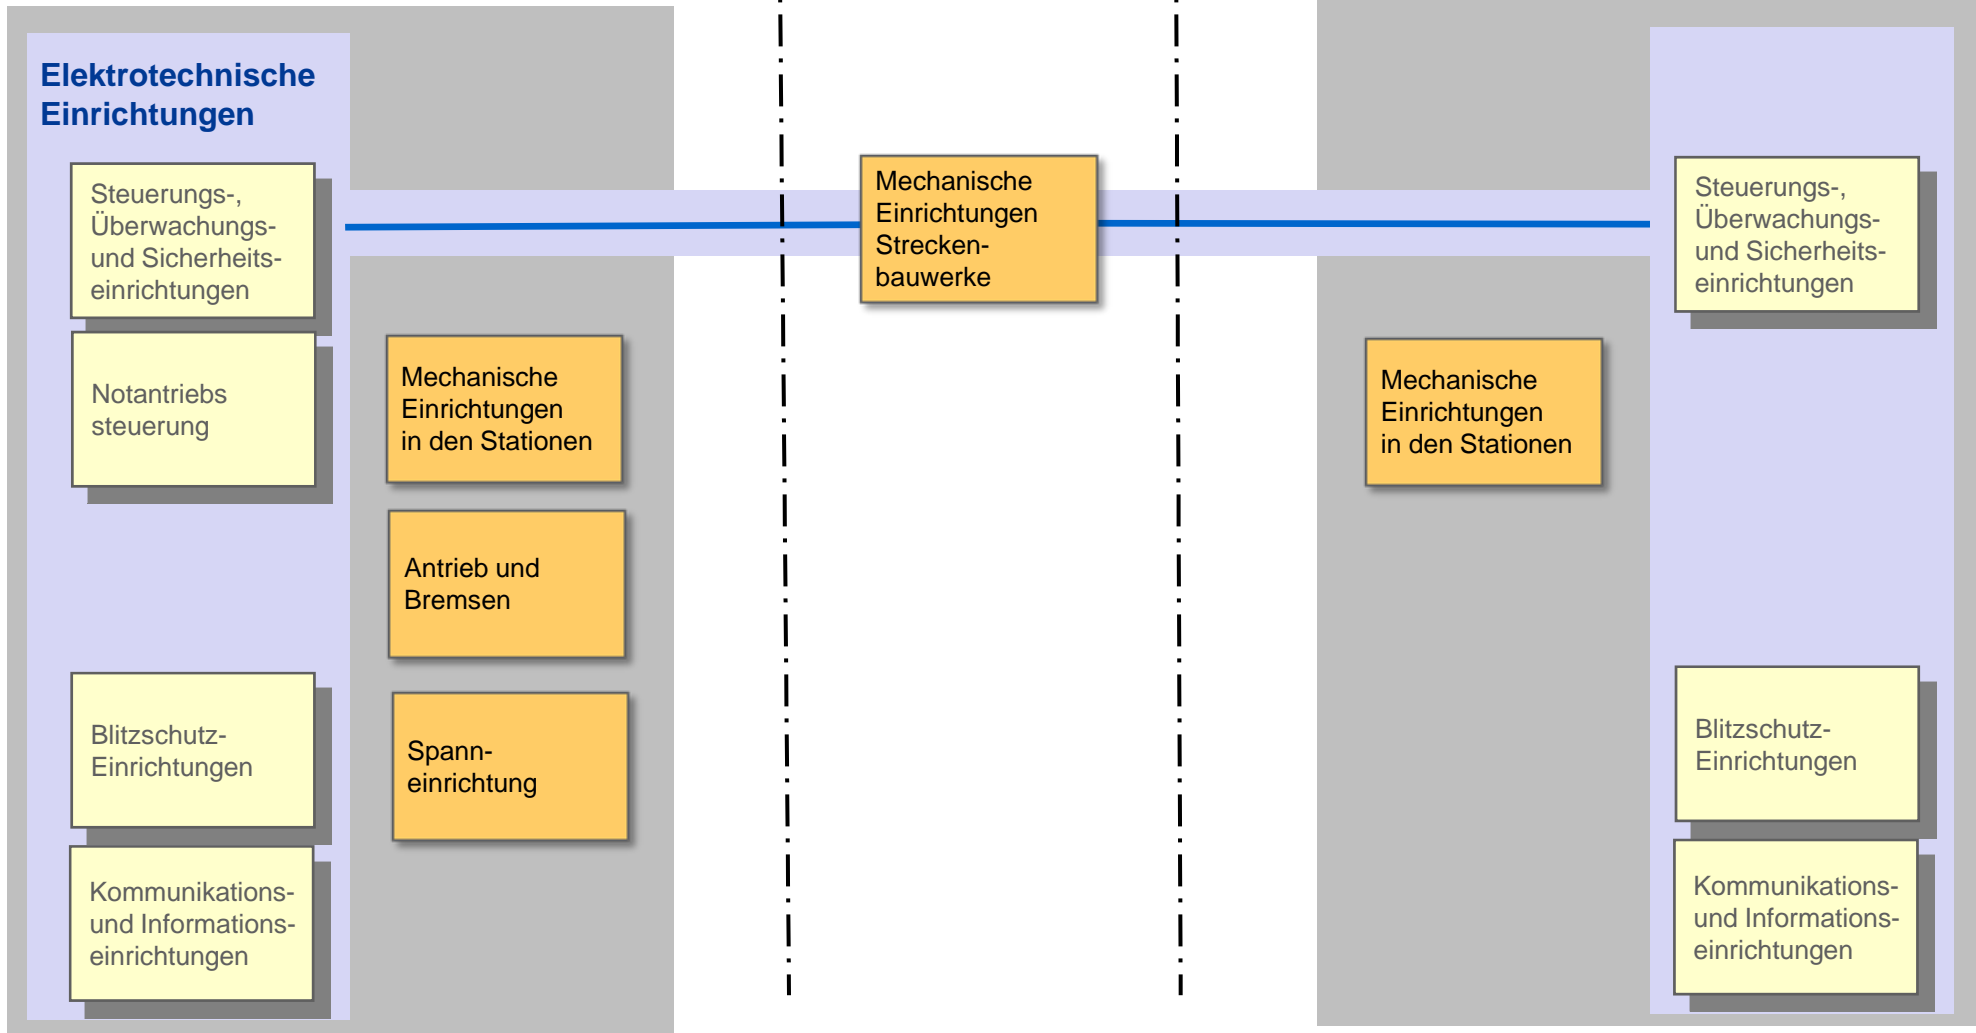 Elektrotechnische
Einrichtungen
Steuerungs-,
Überwachungs-
und Sicherheits-
einrichtungen
Notantriebs
steuerung
Blitzschutz-
Einrichtungen
Kommunikations-
und Informations-
einrichtungen
Mechanische
Einrichtungen
in den Stationen
Antrieb und
Bremsen
Spann-
einrichtung
Mechanische
Einrichtungen
Strecken-
bauwerke
Mechanische
Einrichtungen
in den Stationen
Steuerungs-,
Überwachungs-
und Sicherheits-
einrichtungen
Blitzschutz-
Einrichtungen
Kommunikations-
und Informations-
einrichtungen